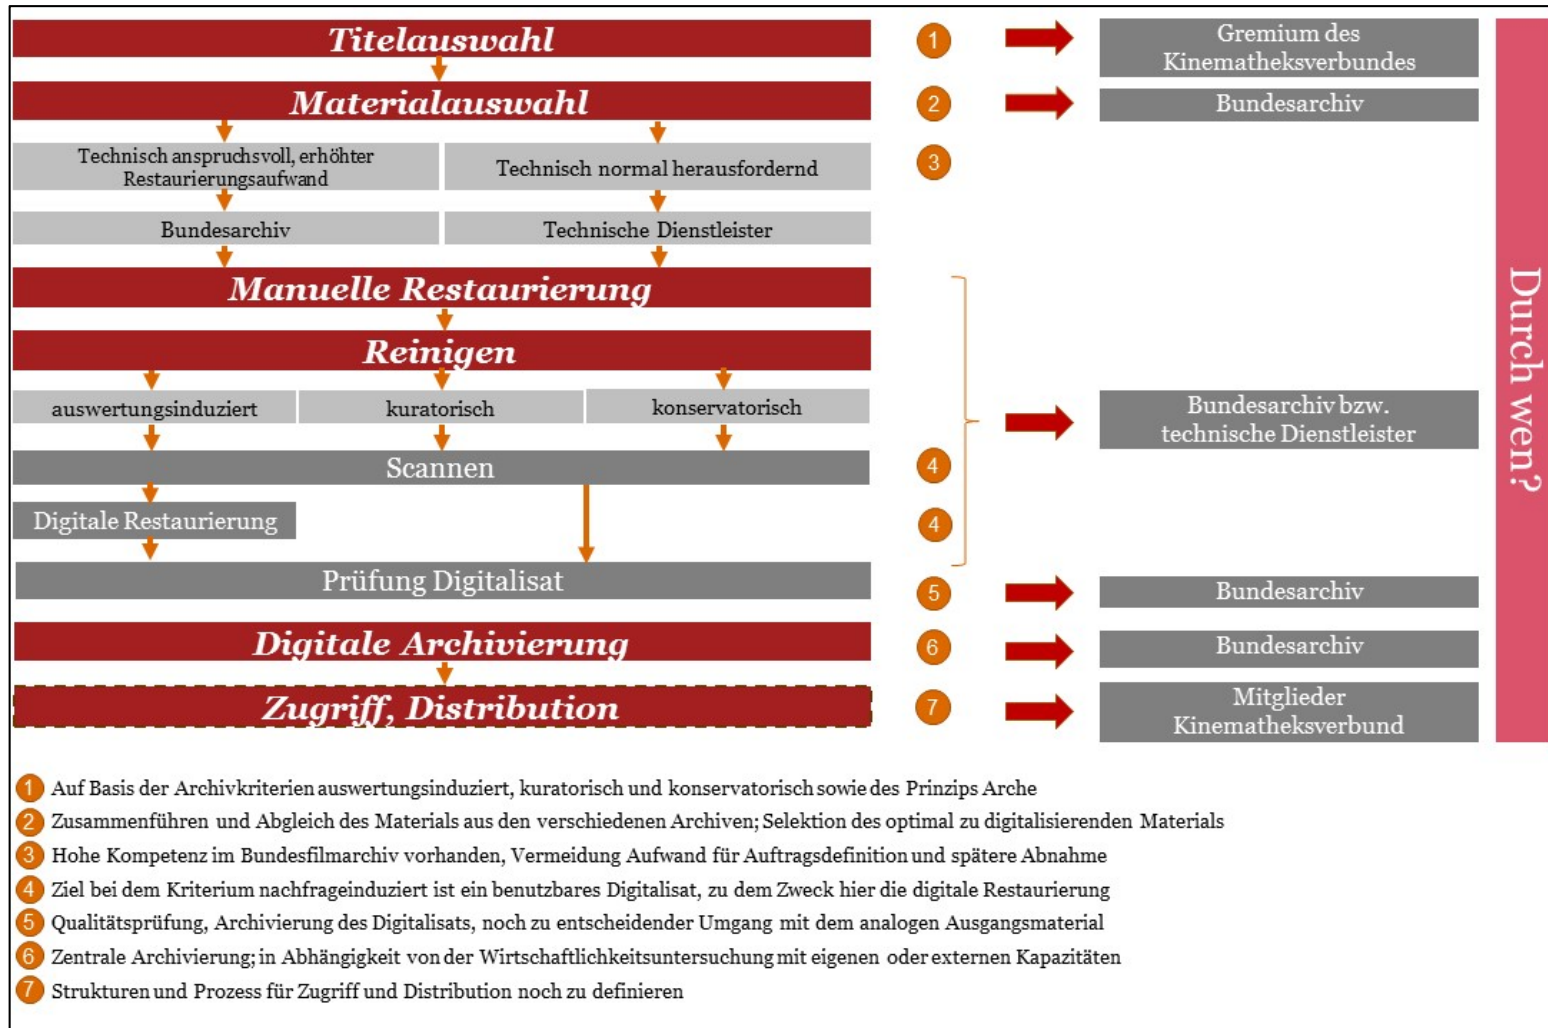 Titelauswahl
1
Gremium des
Kinematheksverbundes
Materialauswahl
2
Bundesarchiv
Technisch anspruchsvoll, erhöhter
Restaurierungsaufwand
Technisch normal herausfordernd
3
Bundesarchiv
Technische Dienstleister
Manuelle Restaurierung
Reinigen
auswertungsinduziert
kuratorisch
konservatorisch
Bundesarchiv bzw.
technische Dienstleister
Scannen
4
Digitale Restaurierung
4
Prüfung Digitalisat
5
Bundesarchiv
Digitale Archivierung
6
Bundesarchiv
Zugriff, Distribution
7
Mitglieder
Kinematheksverbund
Durch wen?
1 Auf Basis der Archivkriterien auswertungsinduziert, kuratorisch und konservatorisch sowie des Prinzips Arche
2 Zusammenführen und Abgleich des Materials aus den verschiedenen Archiven; Selektion des optimal zu digitalisierenden Materials
3 Hohe Kompetenz im Bundesfilmarchiv vorhanden, Vermeidung Aufwand für Auftragsdefinition und spätere Abnahme
4 Ziel bei dem Kriterium nachfrageinduziert ist ein benutzbares Digitalisat, zu dem Zweck hier die digitale Restaurierung
5 Qualitätsprüfung, Archivierung des Digitalisats, noch zu entscheidender Umgang mit dem analogen Ausgangsmaterial
6 Zentrale Archivierung; in Abhängigkeit von der Wirtschaftlichkeitsuntersuchung mit eigenen oder externen Kapazitäten
7 Strukturen und Prozess für Zugriff und Distribution noch zu definieren